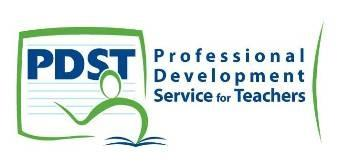 PDST
Professional
Development
Service for Teachers